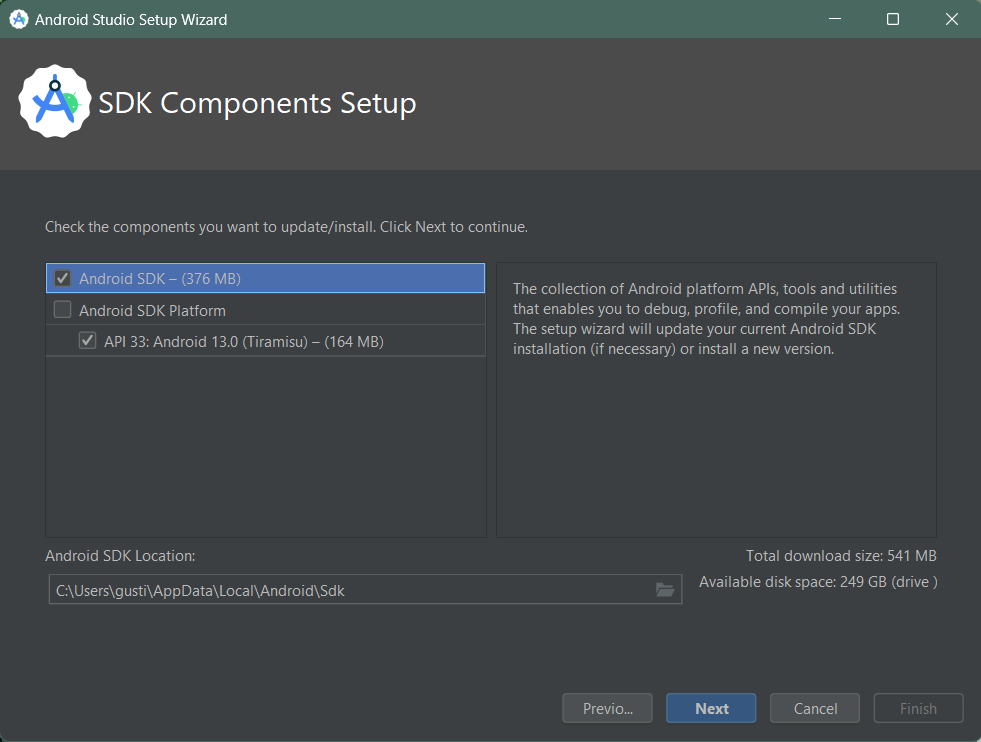 Android Studio Setup Wizard
SDK Components Setup
Check the components you want to update/install. Click Next to continue.
Android SDK – (376 MB)
Android SDK Platform
API 33: Android 13.0 (Tiramisu) – (164 MB)
The collection of Android platform APIs, tools and utilities
that enables you to debug, profile, and compile your apps.
The setup wizard will update your current Android SDK
installation (if necessary) or install a new version.
Android SDK Location:
Total download size: 541 MB
C:\Users\gusti\AppData\Local\Android\Sdk
Available disk space: 249 GB (drive )
Previo...
Next
Cancel
Finish